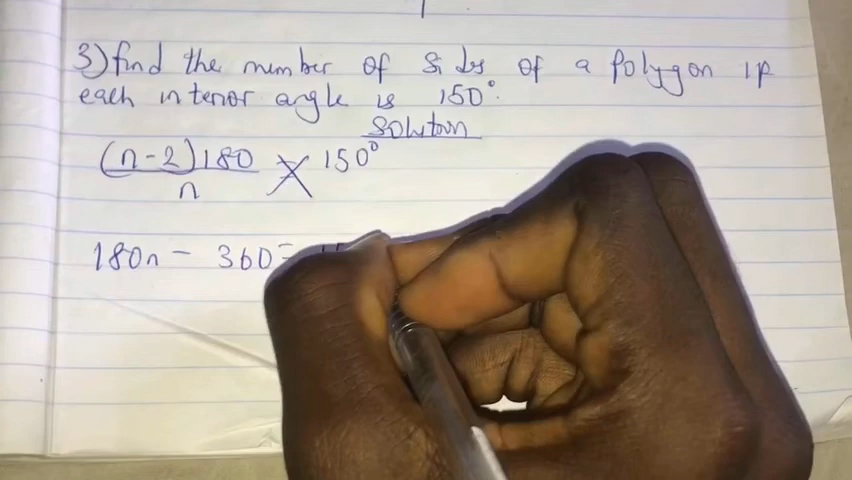 3) find the number of sides of a polygon if
each interior angle is 150°.
Solution
(n - 2)180 = 150°
n
180n - 360 = 15